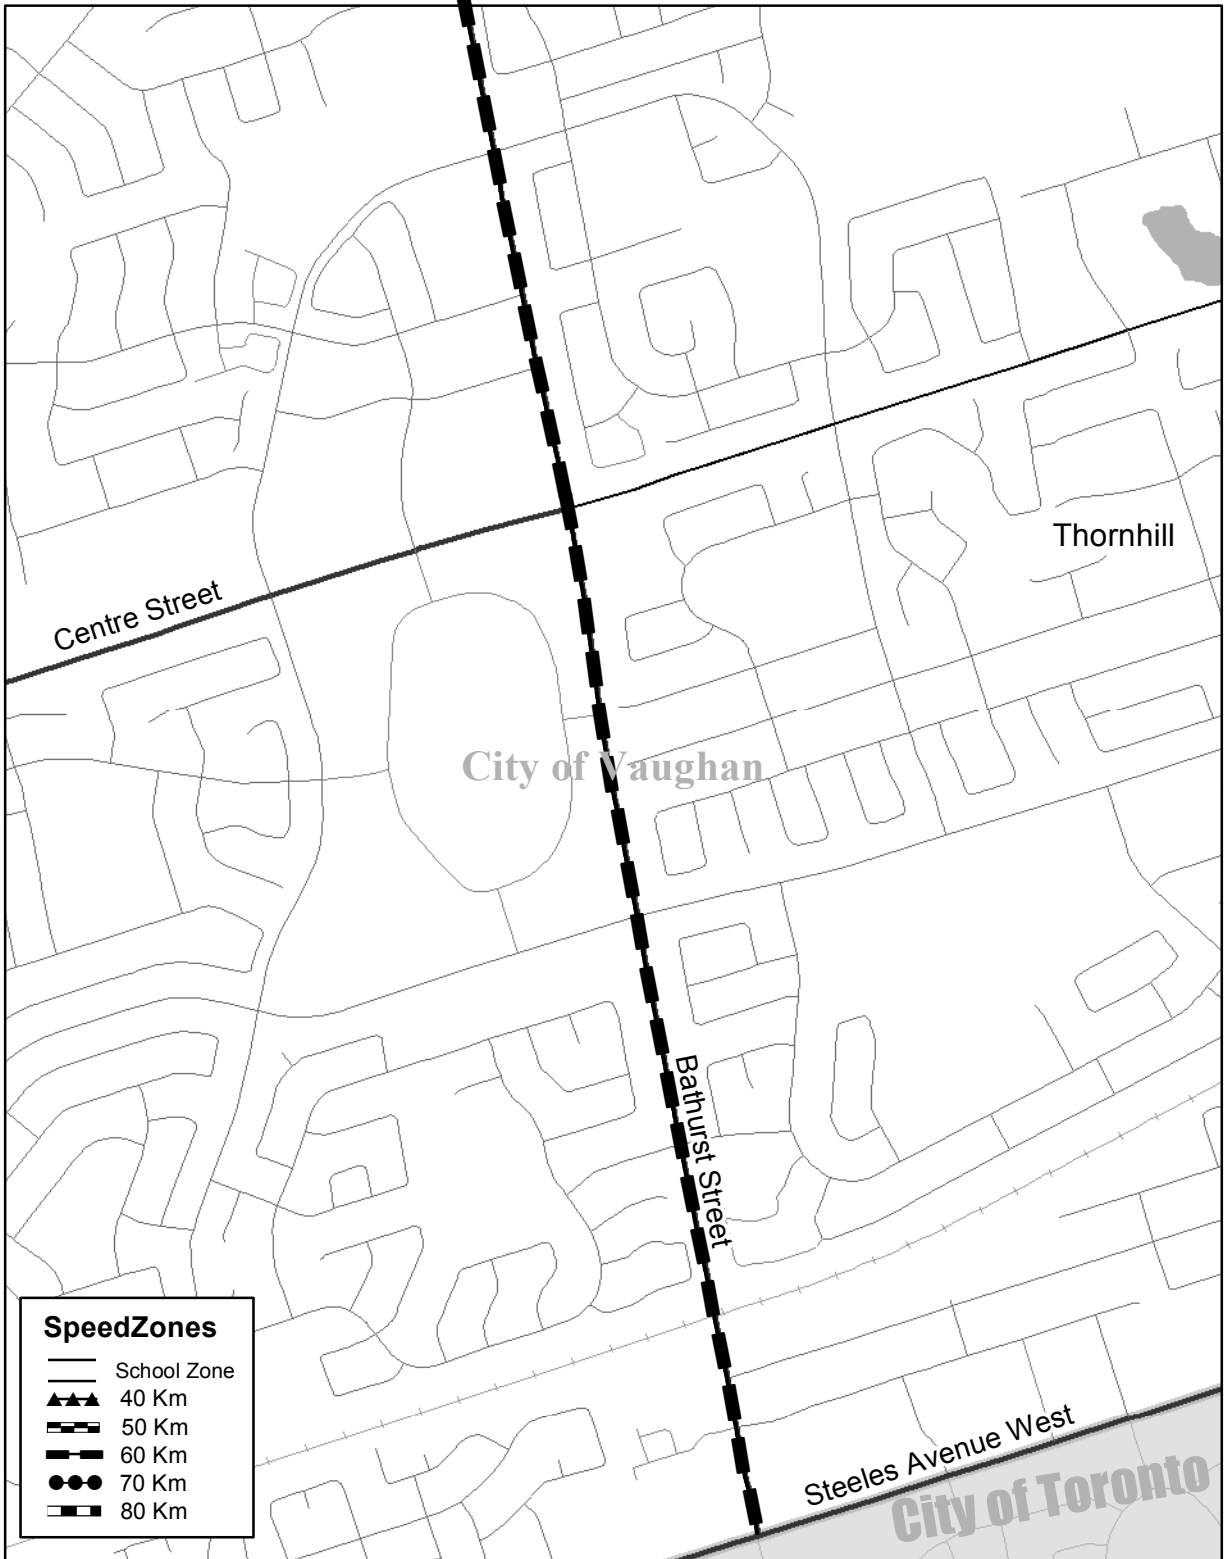 Thornhill
Centre Street
City of Vaughan
Bathurst Street
SpeedZones
School Zone
40 Km
50 Km
60 Km
70 Km
80 Km
Steeles Avenue West
City of Toronto